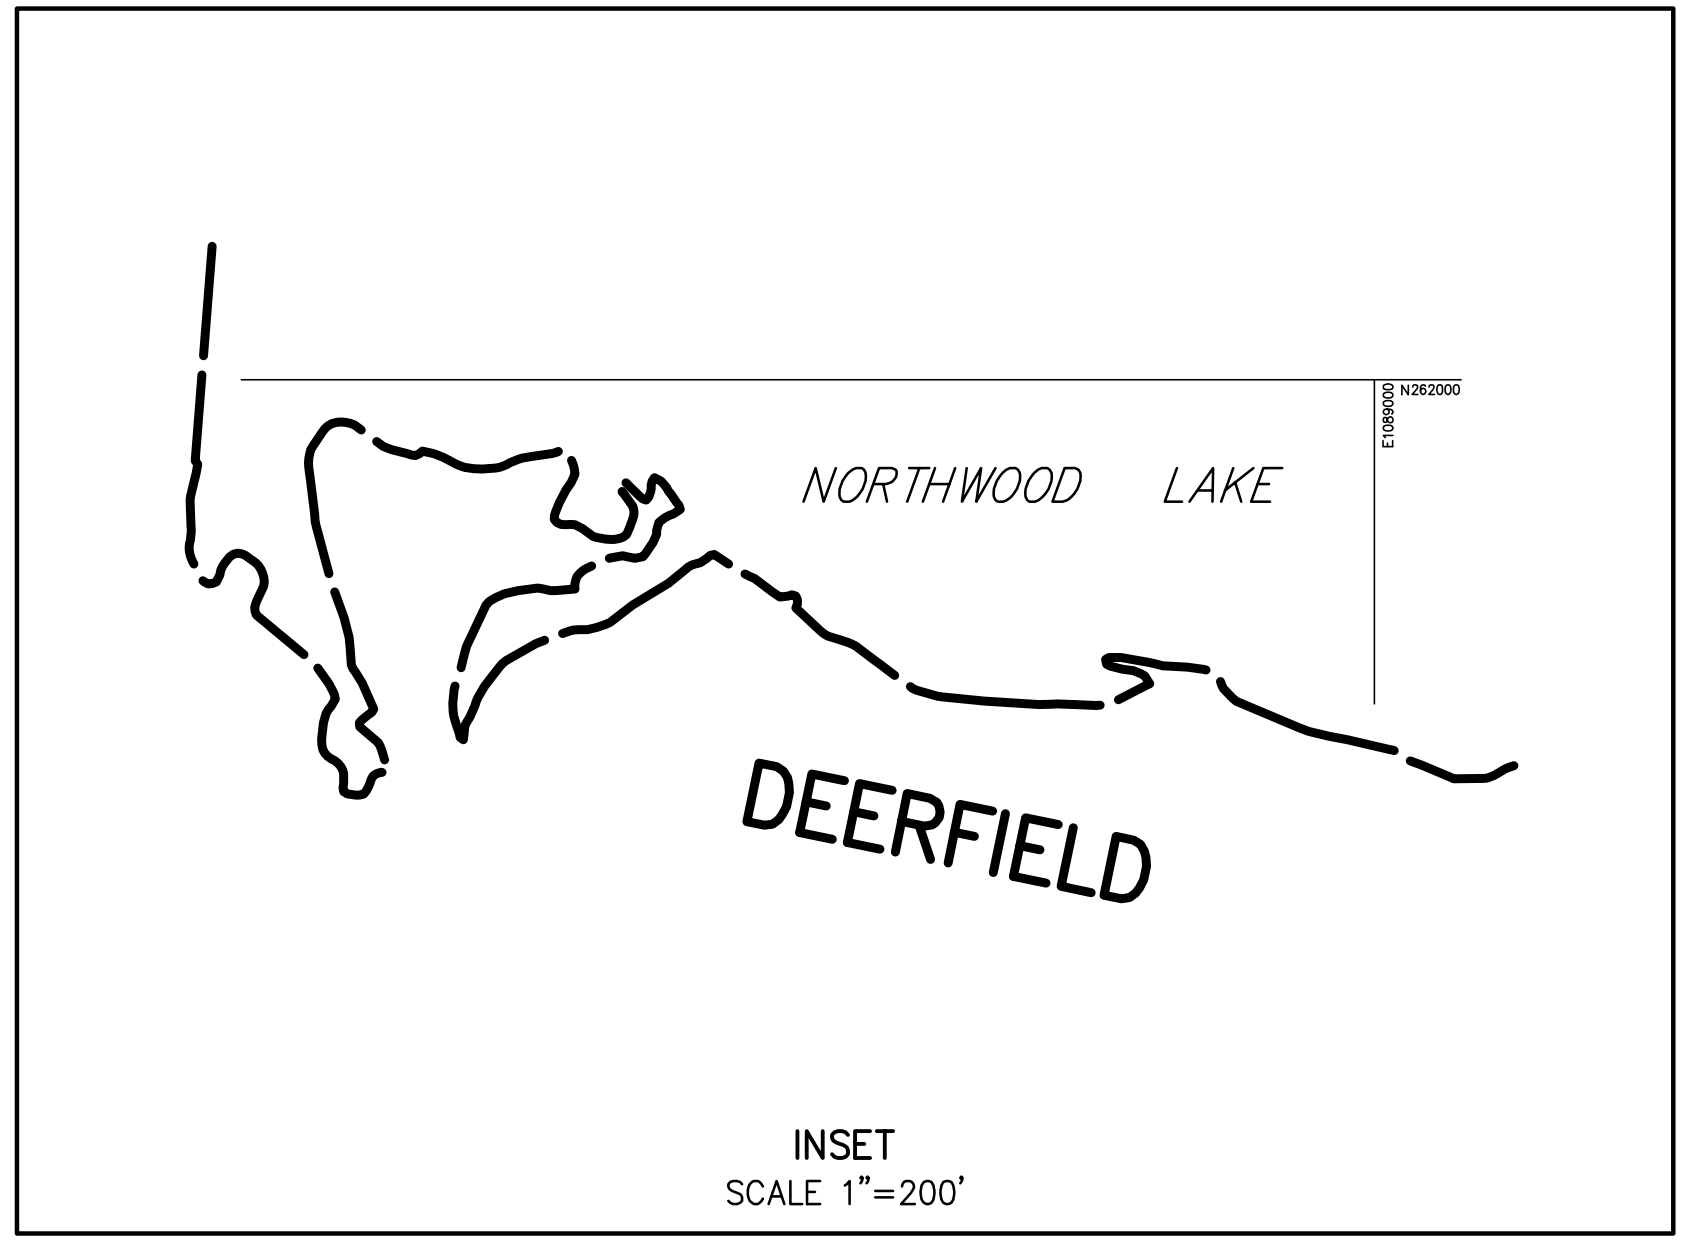 N262000
E1089000
NORTHWOOD LAKE
DEERFIELD
INSET
SCALE 1"=200'